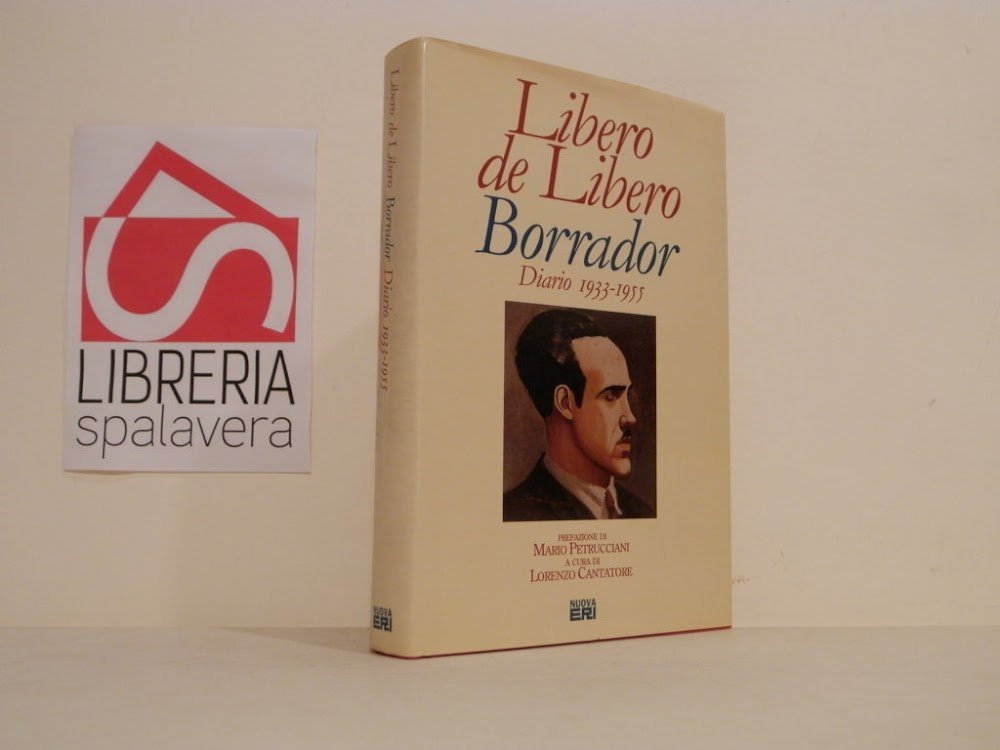 LIBRERIA
spalavera
Libero de Libero Borrador Diario 1933-1955
NUOVA
ERI
Libero
de Libero
Borrador
Diario 1933-1955
PREFAZIONE DI
MARIO PETRUCCIANI
A CURA DI
LORENZO CANTATORE
NUOVA
ERI